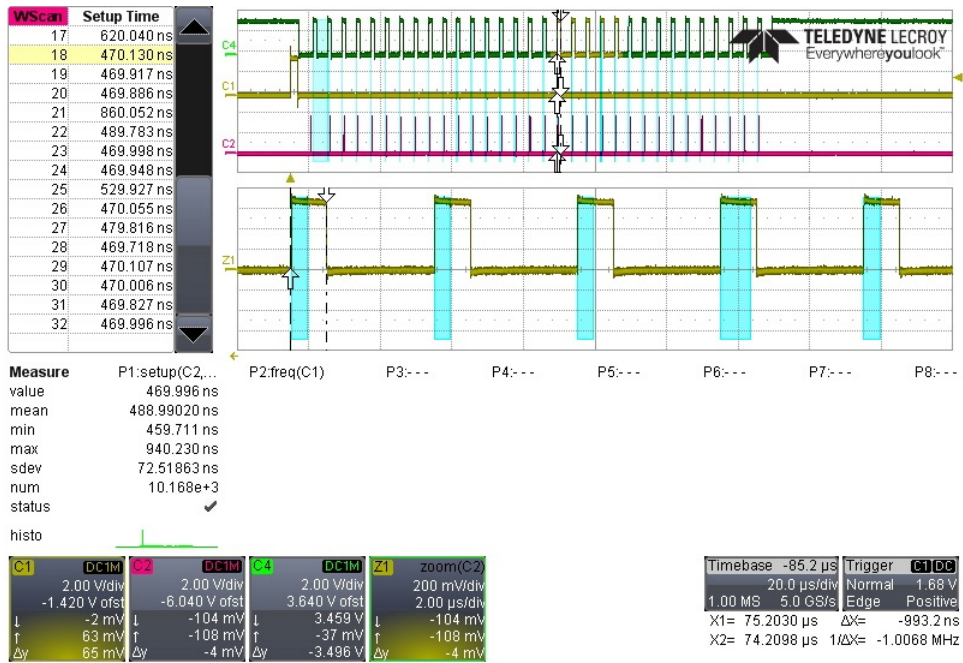 WScan Setup Time
17 620.040 ns
18 470.130 ns
19 469.917 ns
20 469.886 ns
21 860.052 ns
22 489.783 ns
23 469.998 ns
24 469.948 ns
25 529.927 ns
26 470.055 ns
27 479.816 ns
28 469.718 ns
29 470.107 ns
30 470.006 ns
31 469.827 ns
32 469.996 ns
C4
C1
C2
TELEDYNE LECROY
Everywhereyoulook™
Z1
Measure P1:setup(C2,... P2:freq(C1) P3:- - - P4:- - - P5:- - - P6:- - - P7:- - - P8:- - -
value 469.996 ns
mean 488.99020 ns
min 459.711 ns
max 940.230 ns
sdev 72.51863 ns
num 10.168e+3
status ✔
histo
C1 DC1M
2.00 V/div
-1.420 V ofst
↓ -2 mV
↑ 63 mV
Δy 65 mV
C2 DC1M
2.00 V/div
-6.040 V ofst
↓ -104 mV
↑ -108 mV
Δy -4 mV
C4 DC1M
2.00 V/div
3.640 V ofst
↓ 3.459 V
↑ -37 mV
Δy -3.496 V
Z1 zoom(C2)
200 mV/div
2.00 µs/div
↓ -104 mV
↑ -108 mV
Δy -4 mV
Timebase -85.2 µs
20.0 µs/div
1.00 MS 5.0 GS/s
Trigger C1 DC
Normal 1.68 V
Edge Positive
X1= 75.2030 µs ΔX= -993.2 ns
X2= 74.2098 µs 1/ΔX= -1.0068 MHz